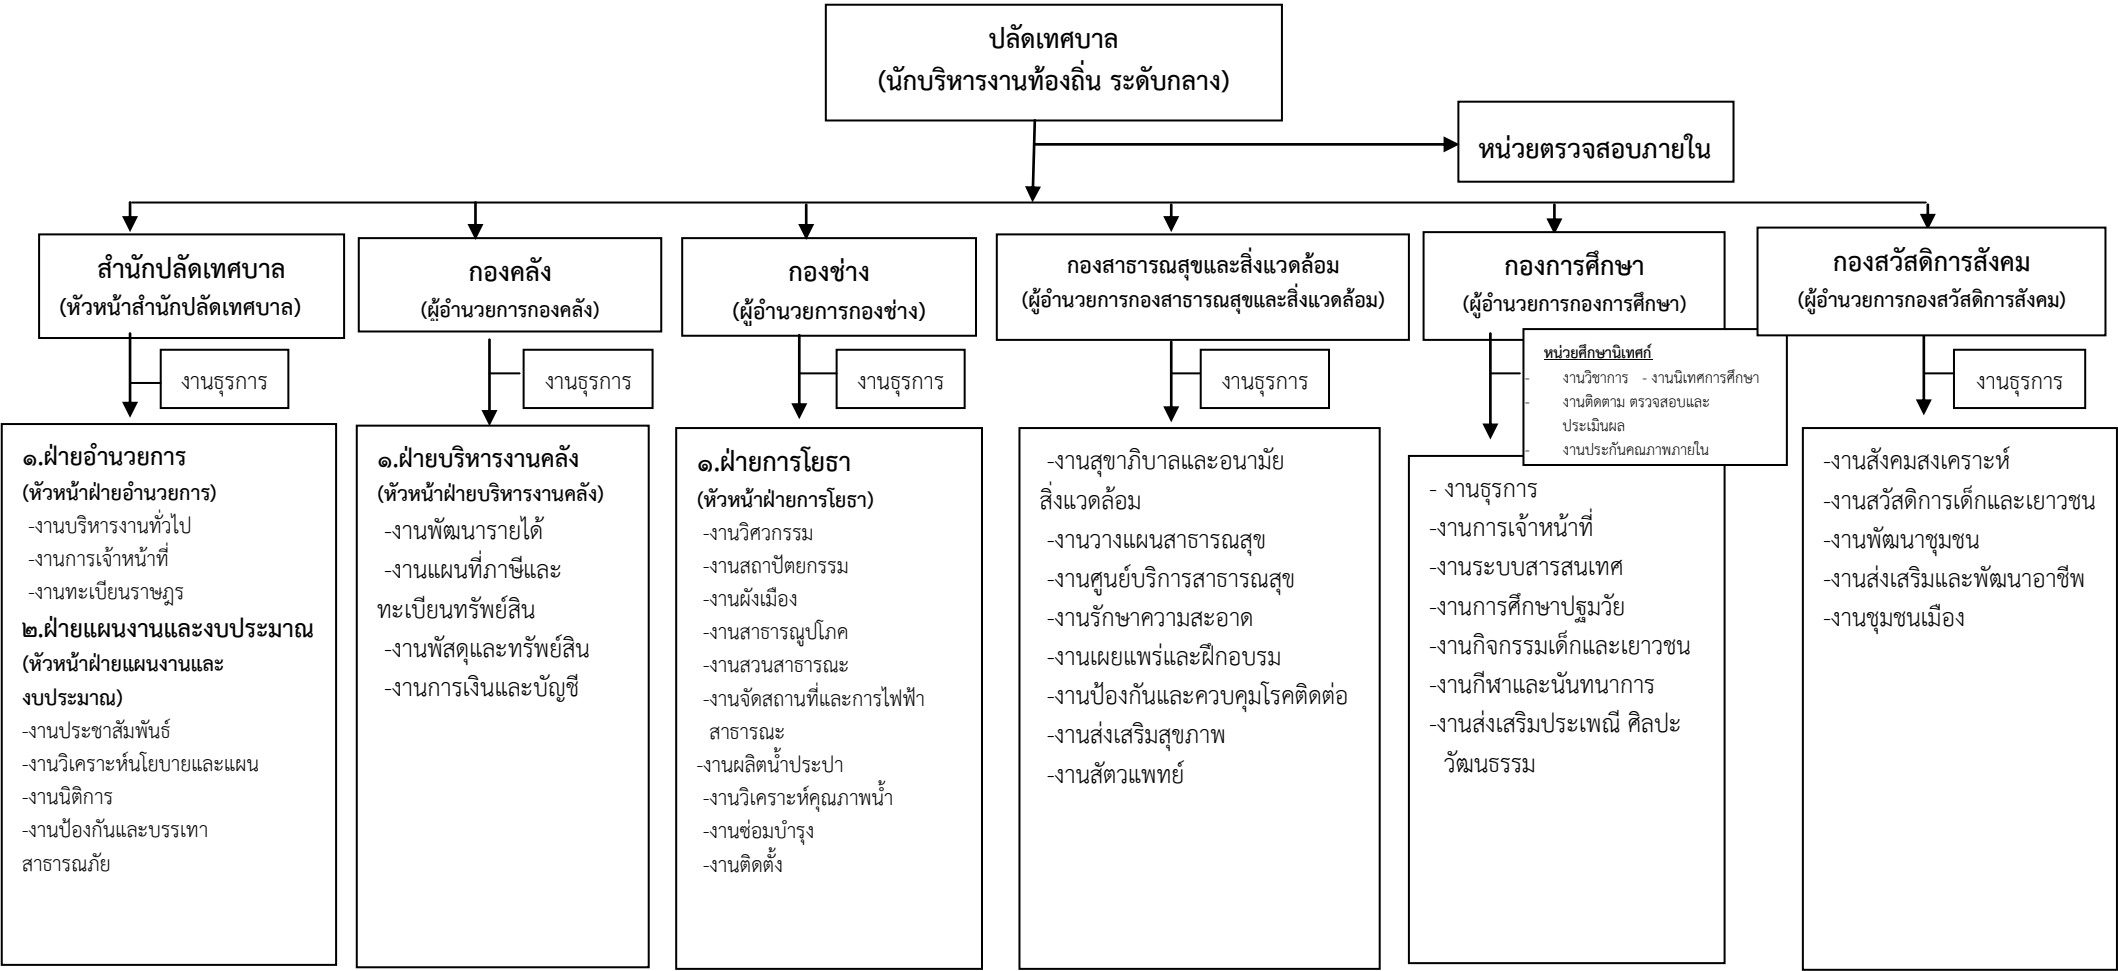 ปลัดเทศบาล
(นักบริหารงานท้องถิ่น ระดับกลาง)
หน่วยตรวจสอบภายใน
สำนักปลัดเทศบาล
(หัวหน้าสำนักปลัดเทศบาล)
งานธุรการ
๑.ฝ่ายอำนวยการ
(หัวหน้าฝ่ายอำนวยการ)
-งานบริหารงานทั่วไป
-งานการเจ้าหน้าที่
-งานทะเบียนราษฎร
๒.ฝ่ายแผนงานและงบประมาณ
(หัวหน้าฝ่ายแผนงานและ
งบประมาณ)
-งานประชาสัมพันธ์
-งานวิเคราะห์นโยบายและแผน
-งานนิติการ
-งานป้องกันและบรรเทา
สาธารณภัย
กองคลัง
(ผู้อำนวยการกองคลัง)
งานธุรการ
๑.ฝ่ายบริหารงานคลัง
(หัวหน้าฝ่ายบริหารงานคลัง)
-งานพัฒนารายได้
-งานแผนที่ภาษีและ
ทะเบียนทรัพย์สิน
-งานพัสดุและทรัพย์สิน
-งานการเงินและบัญชี
กองช่าง
(ผู้อำนวยการกองช่าง)
งานธุรการ
๑.ฝ่ายการโยธา
(หัวหน้าฝ่ายการโยธา)
-งานวิศวกรรม
-งานสถาปัตยกรรม
-งานผังเมือง
-งานสาธารณูปโภค
-งานสวนสาธารณะ
-งานจัดสถานที่และการไฟฟ้า
สาธารณะ
-งานผลิตน้ำประปา
-งานวิเคราะห์คุณภาพน้ำ
-งานซ่อมบำรุง
-งานติดตั้ง
กองสาธารณสุขและสิ่งแวดล้อม
(ผู้อำนวยการกองสาธารณสุขและสิ่งแวดล้อม)
งานธุรการ
-งานสุขาภิบาลและอนามัย
สิ่งแวดล้อม
-งานวางแผนสาธารณสุข
-งานศูนย์บริการสาธารณสุข
-งานรักษาความสะอาด
-งานเผยแพร่และฝึกอบรม
-งานป้องกันและควบคุมโรคติดต่อ
-งานส่งเสริมสุขภาพ
-งานสัตวแพทย์
กองการศึกษา
(ผู้อำนวยการกองการศึกษา)
หน่วยศึกษานิเทศก์
- งานวิชาการ - งานนิเทศการศึกษา
- งานติดตาม ตรวจสอบและ
ประเมินผล
- งานประกันคุณภาพภายใน
- งานธุรการ
-งานการเจ้าหน้าที่
-งานระบบสารสนเทศ
-งานการศึกษาปฐมวัย
-งานกิจกรรมเด็กและเยาวชน
-งานกีฬาและนันทนาการ
-งานส่งเสริมประเพณี ศิลปะ
วัฒนธรรม
กองสวัสดิการสังคม
(ผู้อำนวยการกองสวัสดิการสังคม)
งานธุรการ
-งานสังคมสงเคราะห์
-งานสวัสดิการเด็กและเยาวชน
-งานพัฒนาชุมชน
-งานส่งเสริมและพัฒนาอาชีพ
-งานชุมชนเมือง